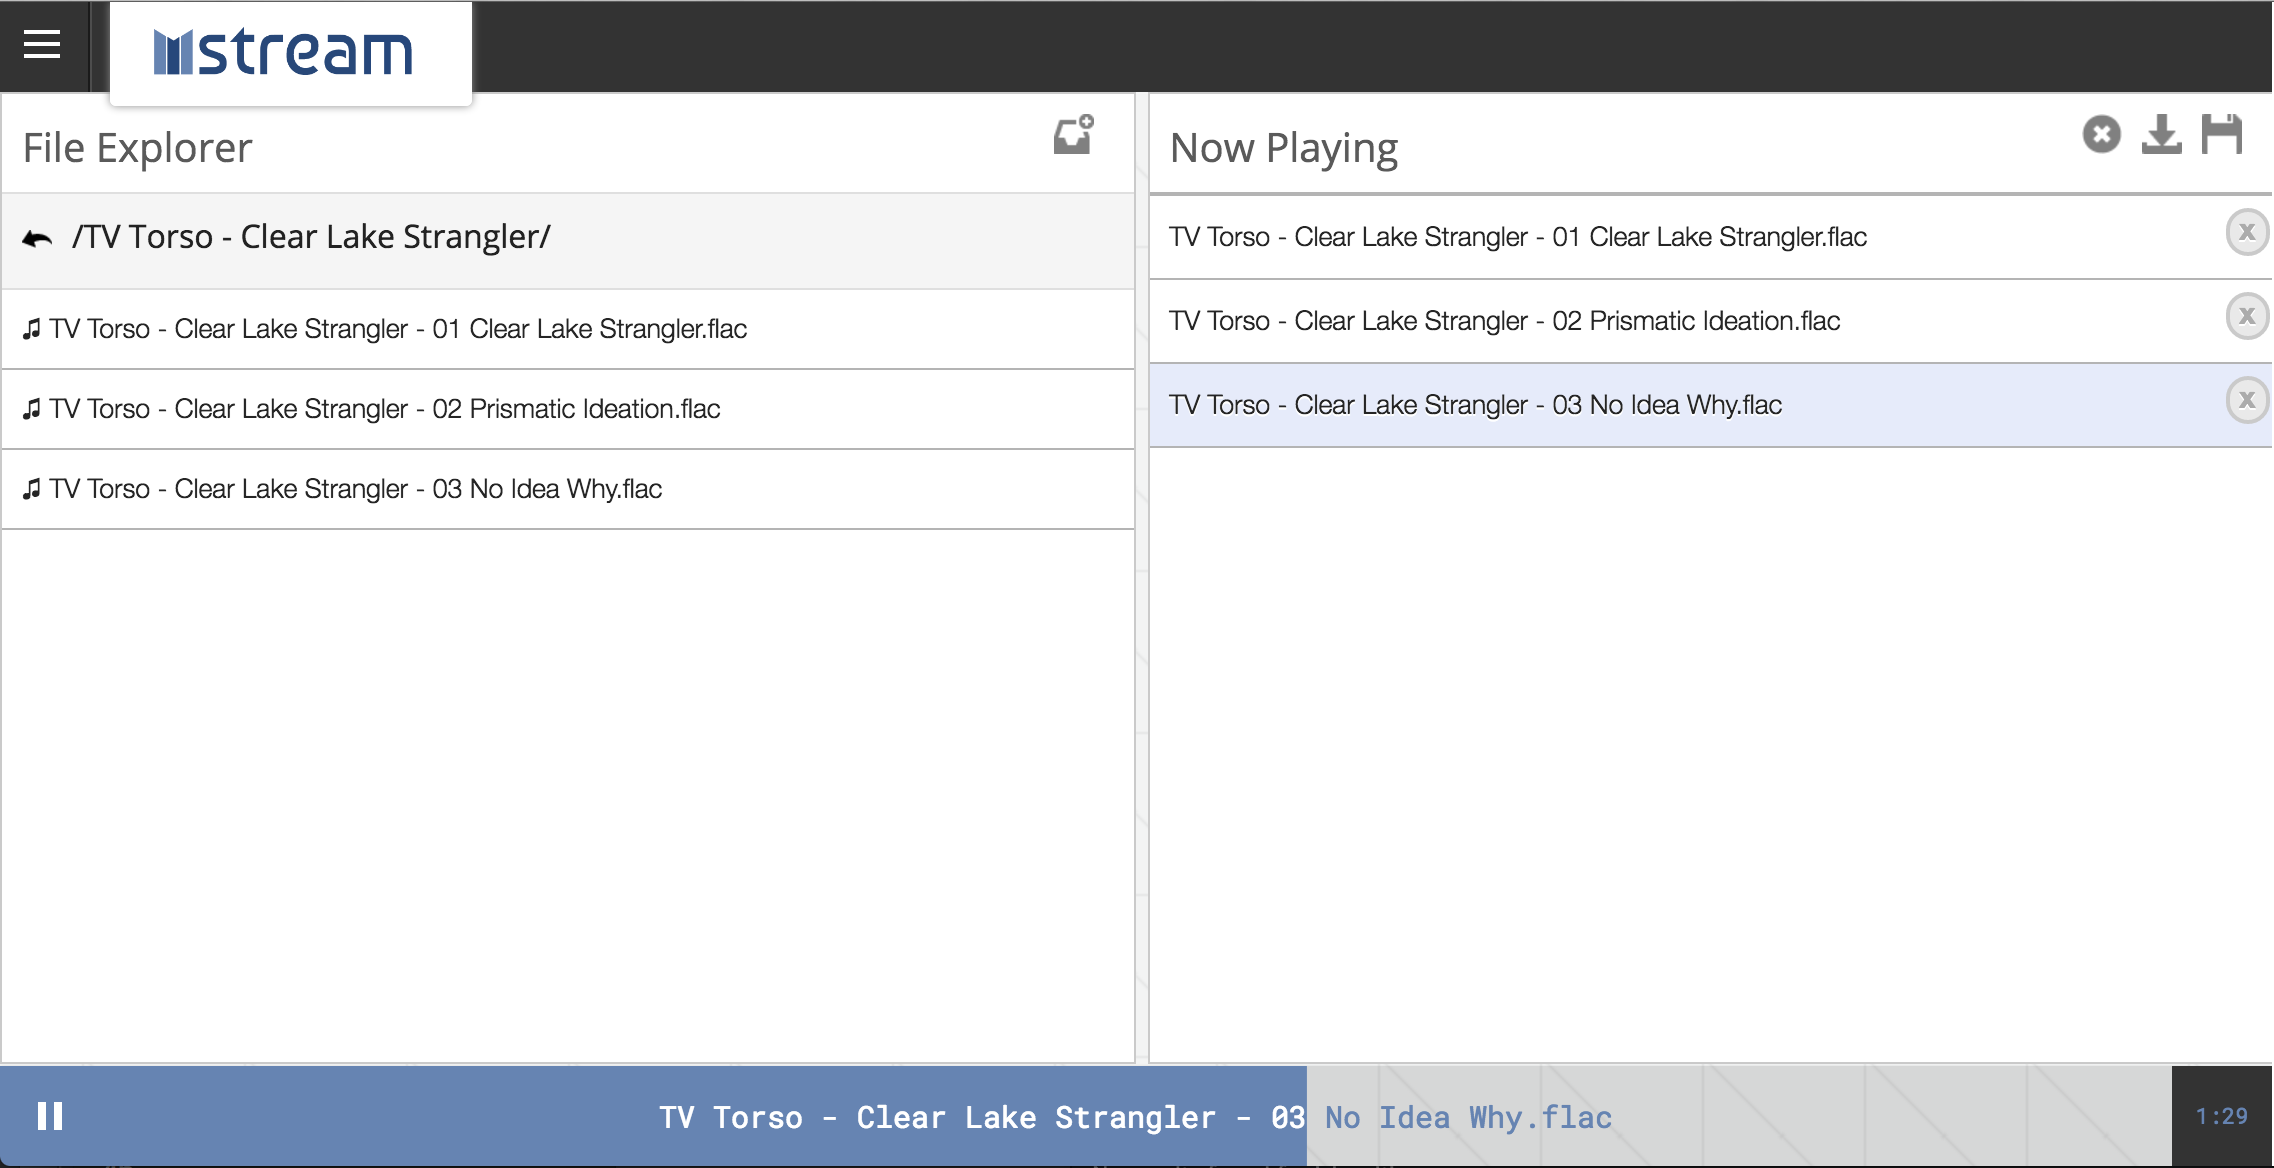 mstream
File Explorer
/TV Torso - Clear Lake Strangler/
TV Torso - Clear Lake Strangler - 01 Clear Lake Strangler.flac
TV Torso - Clear Lake Strangler - 02 Prismatic Ideation.flac
TV Torso - Clear Lake Strangler - 03 No Idea Why.flac
Now Playing
TV Torso - Clear Lake Strangler - 01 Clear Lake Strangler.flac
x
TV Torso - Clear Lake Strangler - 02 Prismatic Ideation.flac
x
TV Torso - Clear Lake Strangler - 03 No Idea Why.flac
x
TV Torso - Clear Lake Strangler - 03 No Idea Why.flac
1:29